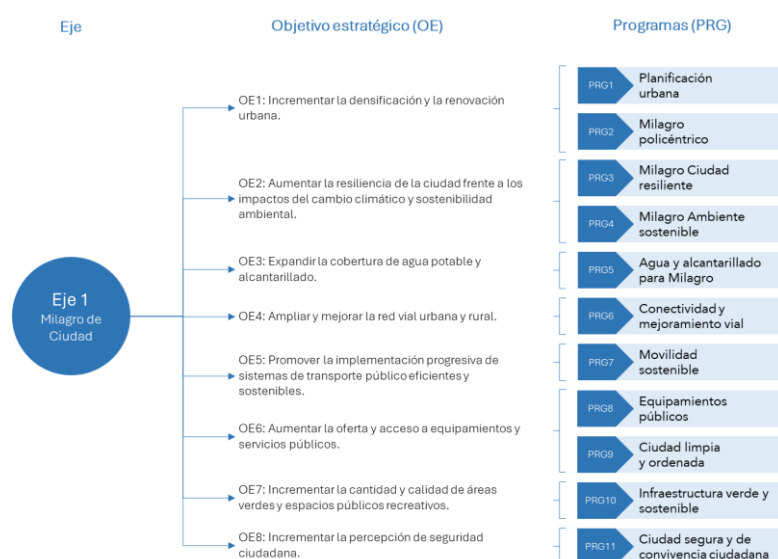 Eje
Objetivo estratégico (OE)
Programas (PRG)
Eje 1
Milagro de
Ciudad
OE1: Incrementar la densificación y la renovación
urbana.
PRG1
Planificación
urbana
PRG2
Milagro
policéntrico
OE2: Aumentar la resiliencia de la ciudad frente a los
impactos del cambio climático y sostenibilidad
ambiental.
PRG3
Milagro Ciudad
resiliente
PRG4
Milagro Ambiente
sostenible
OE3: Expandir la cobertura de agua potable y
alcantarillado.
PRG5
Agua y alcantarillado
para Milagro
OE4: Ampliar y mejorar la red vial urbana y rural.
PRG6
Conectividad y
mejoramiento vial
OE5: Promover la implementación progresiva de
sistemas de transporte público eficientes y
sostenibles.
PRG7
Movilidad
sostenible
OE6: Aumentar la oferta y acceso a equipamientos y
servicios públicos.
PRG8
Equipamientos
públicos
PRG9
Ciudad limpia
y ordenada
OE7: Incrementar la cantidad y calidad de áreas
verdes y espacios públicos recreativos.
PRG10
Infraestructura verde y
sostenible
OE8: Incrementar la percepción de seguridad
ciudadana.
PRG11
Ciudad segura y de
convivencia ciudadana